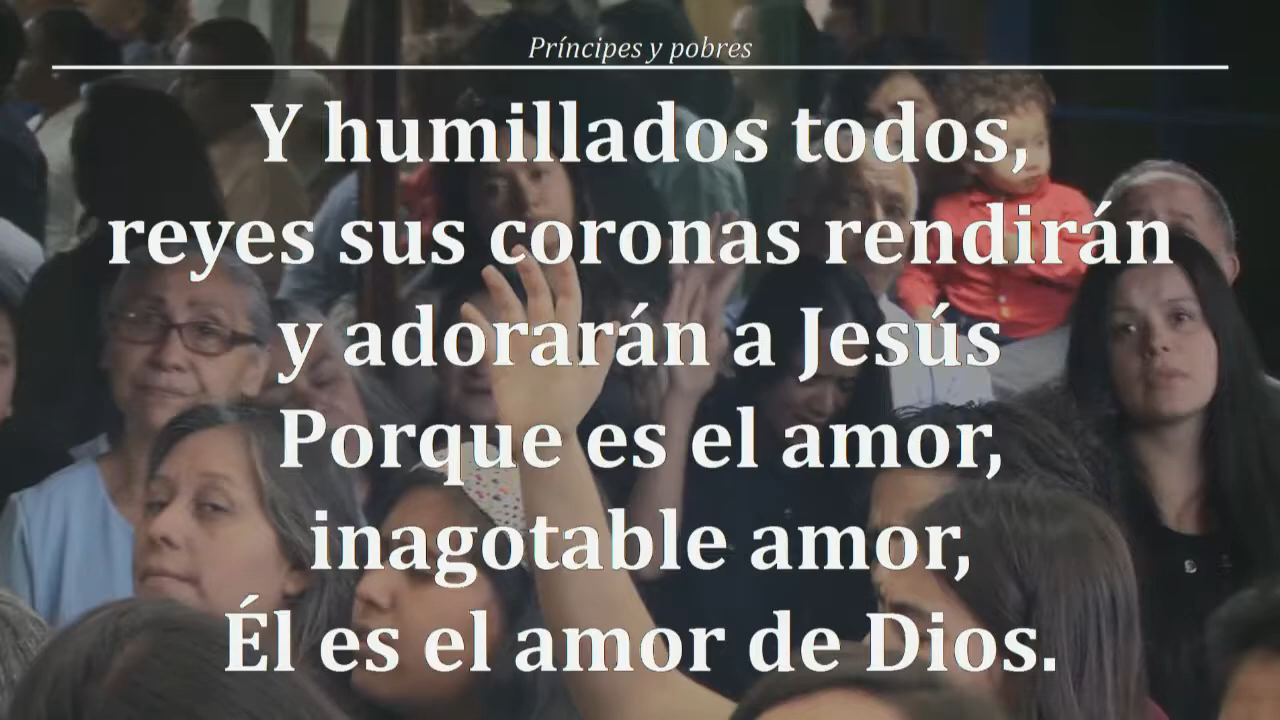 Príncipes y pobres
Y humillados todos,
reyes sus coronas rendirán
y adorarán a Jesús
Porque es el amor,
inagotable amor,
Él es el amor de Dios.